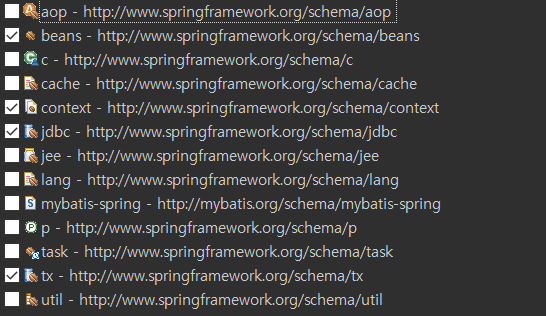 aop - http://www.springframework.org/schema/aop
beans - http://www.springframework.org/schema/beans
c - http://www.springframework.org/schema/c
cache - http://www.springframework.org/schema/cache
context - http://www.springframework.org/schema/context
jdbc - http://www.springframework.org/schema/jdbc
jee - http://www.springframework.org/schema/jee
lang - http://www.springframework.org/schema/lang
mybatis-spring - http://mybatis.org/schema/mybatis-spring
p - http://www.springframework.org/schema/p
task - http://www.springframework.org/schema/task
tx - http://www.springframework.org/schema/tx
util - http://www.springframework.org/schema/util